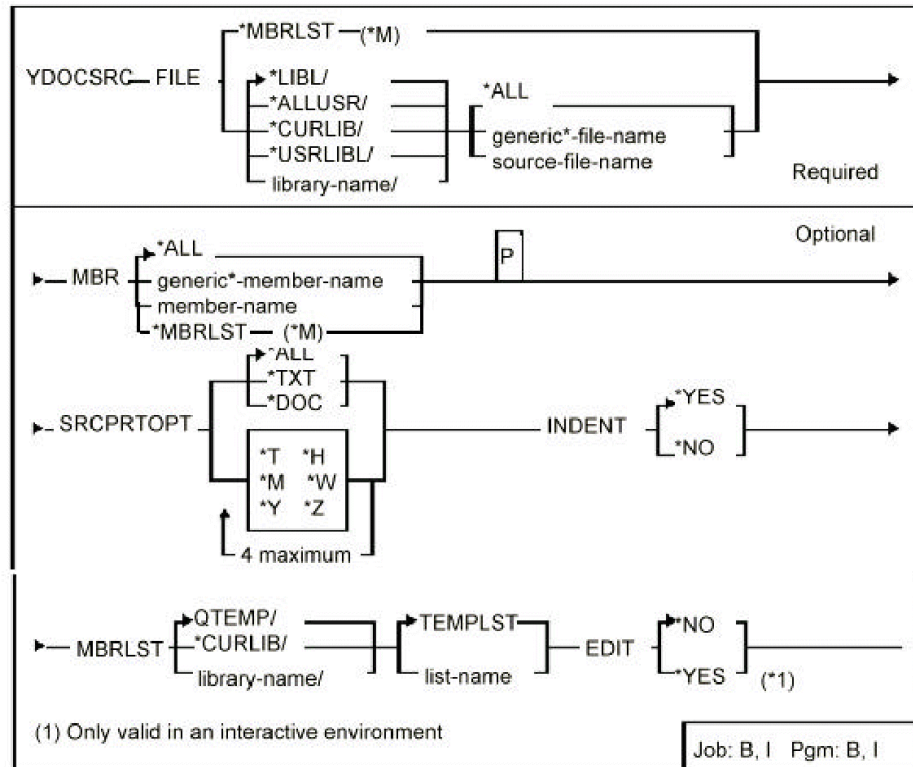 *MBRLST (*M)
YDOCSRC FILE
*LIBL/
*ALLUSR/
*CURLIB/
*USRLIBL/
library-name/
*ALL
generic*-file-name
source-file-name
Required
Optional
MBR
*ALL
generic*-member-name
member-name
*MBRLST (*M)
P
SRCPRTOPT
*ALL
*TXT
*DOC
*T *H
*M *W
*Y *Z
4 maximum
INDENT
*YES
*NO
MBRLST
QTEMP/
*CURLIB/
library-name/
TEMPLST
list-name
EDIT
*NO
*YES (*1)
(1) Only valid in an interactive environment
Job: B, I Pgm: B, I